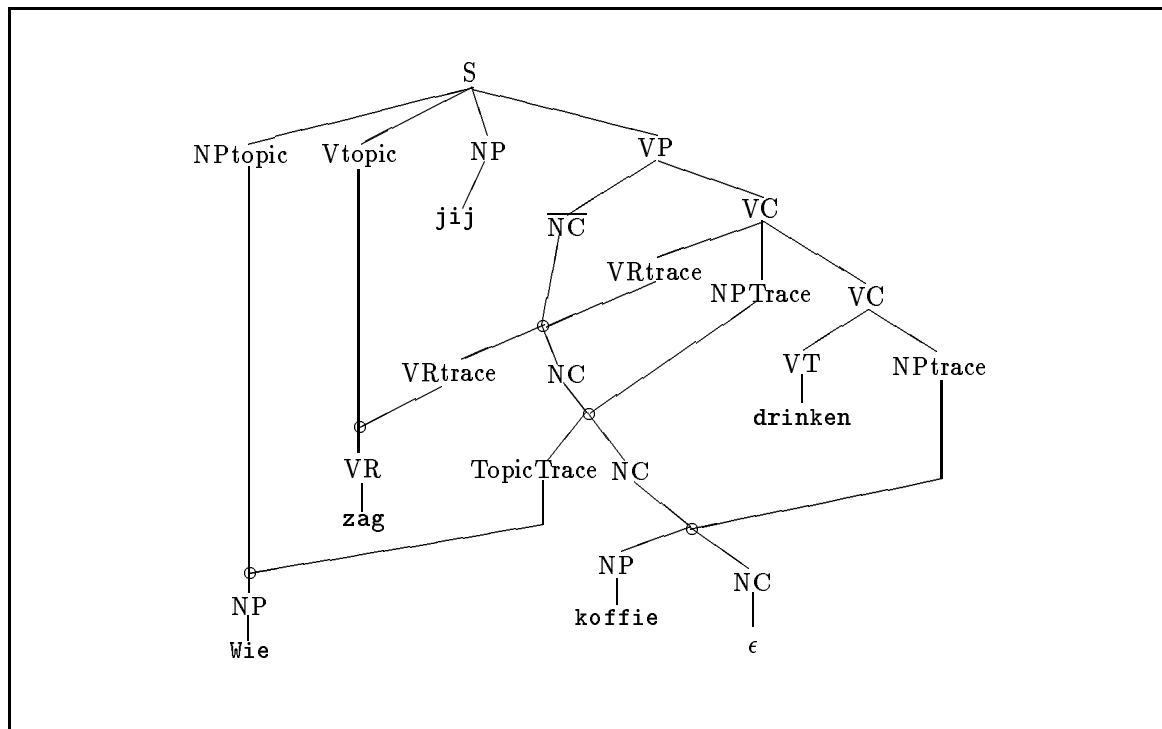 S
NPtopic Vtopic NP VP
jij N̅C̅ VC
VRtrace NPTrace VC
VRtrace NC VT NPtrace
drinken
VR TopicTrace NC
zag
NP NC
NP koffie
Wie ϵ